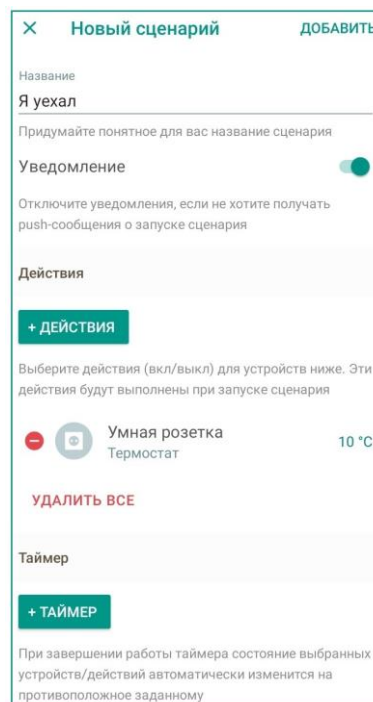 × Новый сценарий ДОБАВИТЬ
Название
Я уехал
Придумайте понятное для вас название сценария
Уведомление
Отключите уведомления, если не хотите получать
push-сообщения о запуске сценария
Действия
+ ДЕЙСТВИЯ
Выберите действия (вкл/выкл) для устройств ниже. Эти
действия будут выполнены при запуске сценария
Умная розетка
Термостат 10 °C
УДАЛИТЬ ВСЕ
Таймер
+ ТАЙМЕР
При завершении работы таймера состояние выбранных
устройств/действий автоматически изменится на
противоположное заданному